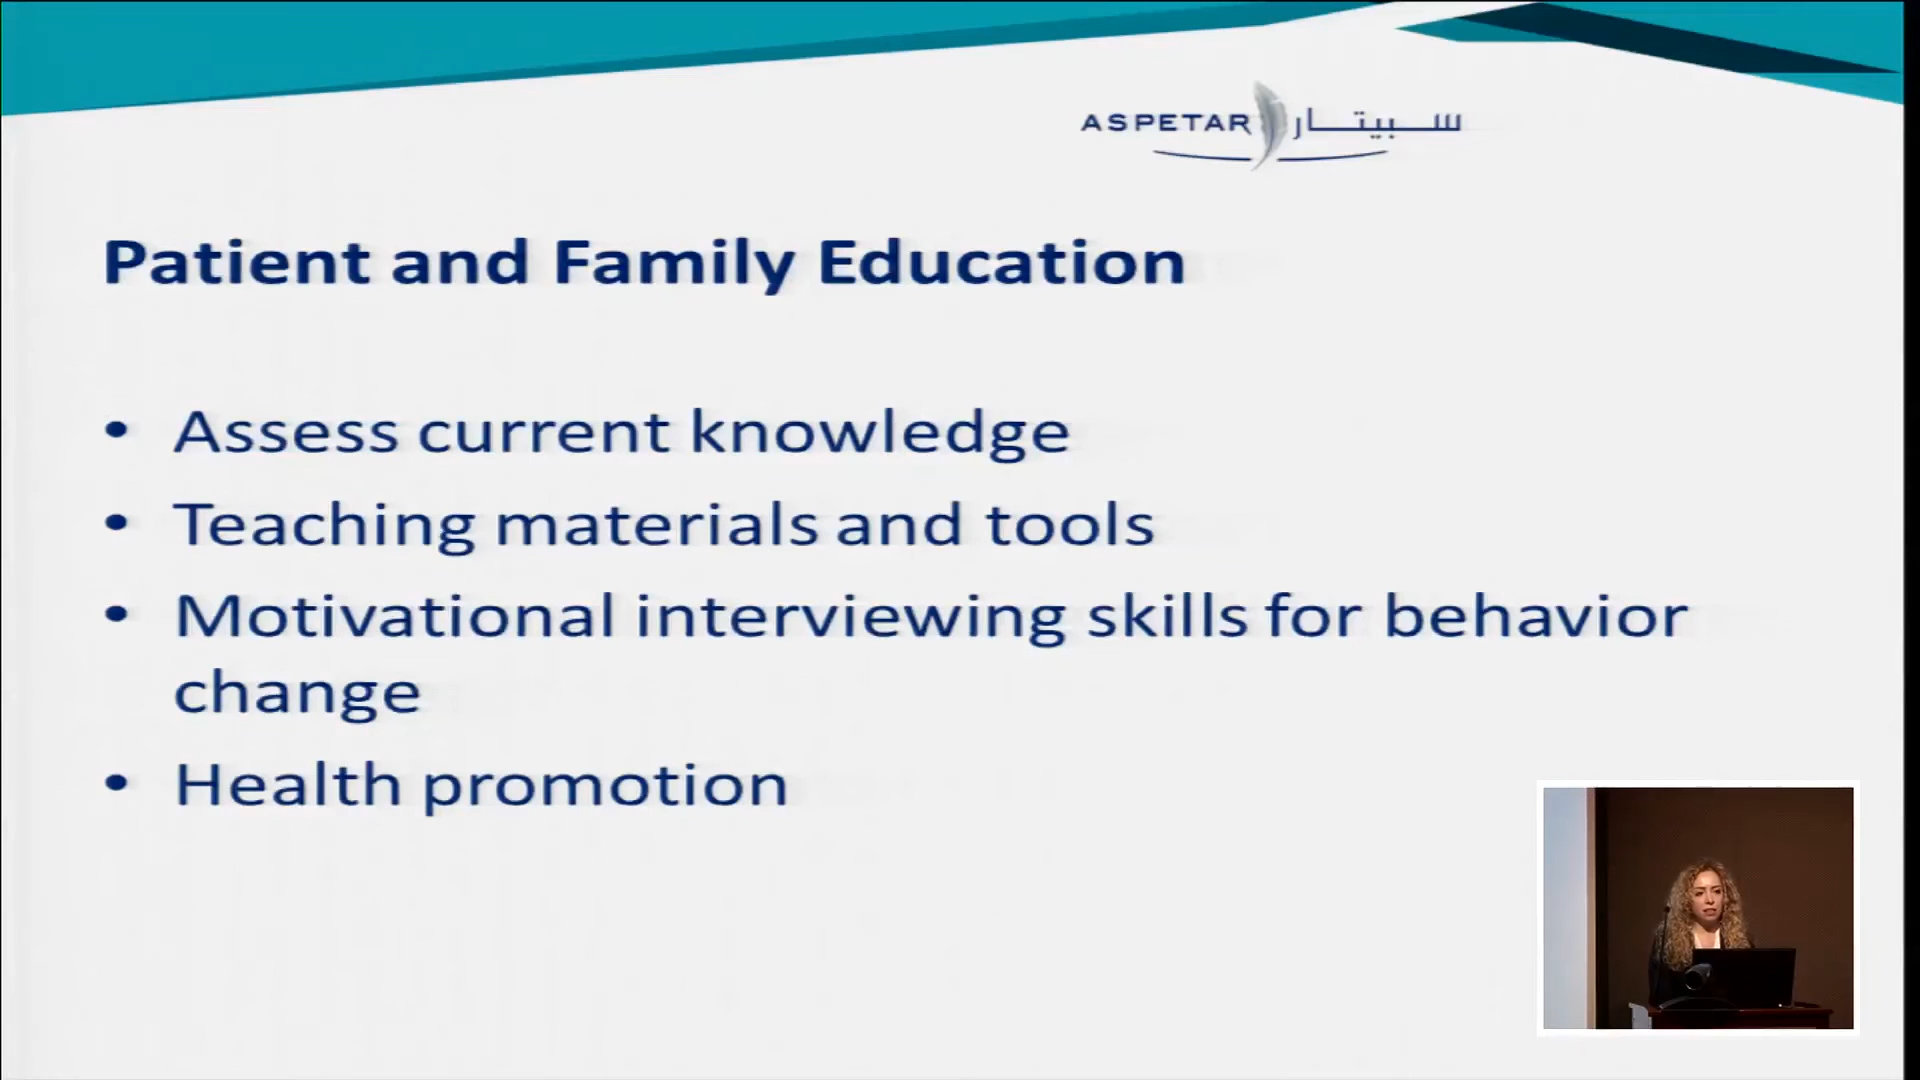 ASPETAR سبيتار
Patient and Family Education
• Assess current knowledge
• Teaching materials and tools
• Motivational interviewing skills for behavior
change
• Health promotion